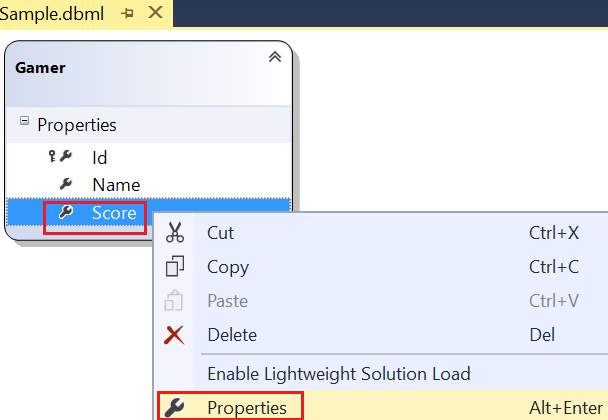 Sample.dbml
Gamer
Properties
Id
Name
Score
Cut Ctrl+X
Copy Ctrl+C
Paste Ctrl+V
Delete Del
Enable Lightweight Solution Load
Properties Alt+Enter